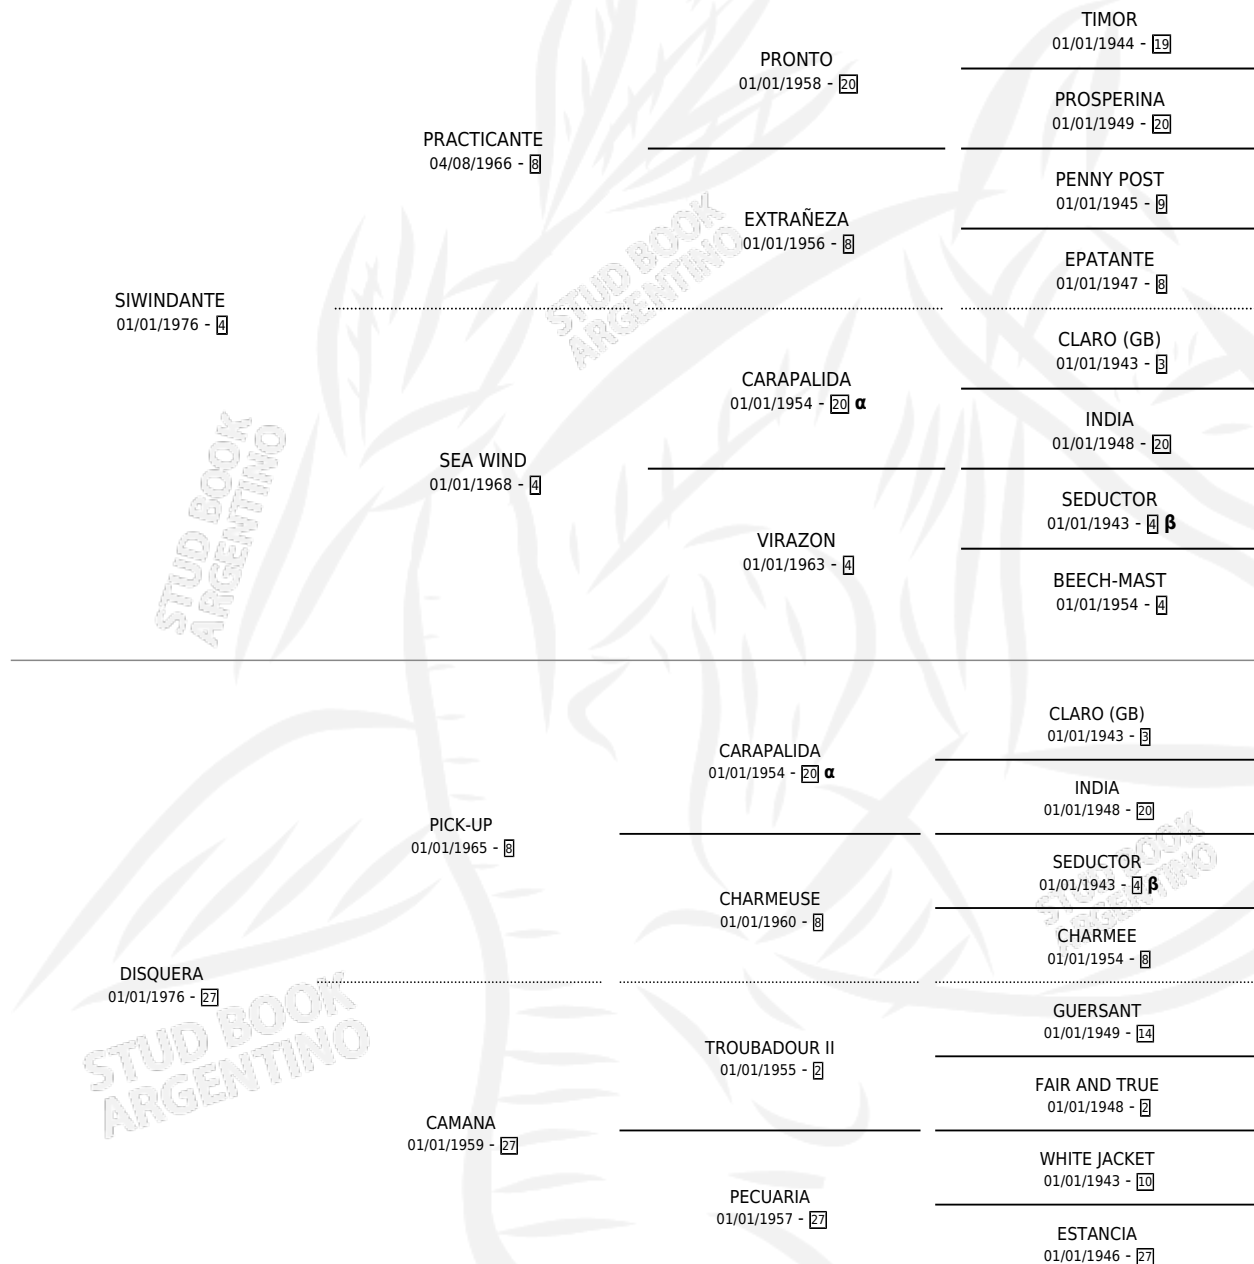 TIMOR
01/01/1944 - 19
PRONTO
01/01/1958 - 20
PROSPERINA
01/01/1949 - 20
PRACTICANTE
04/08/1966 - 8
PENNY POST
01/01/1945 - 9
EXTRAÑEZA
01/01/1956 - 8
EPATANTE
01/01/1947 - 8
SIWINDANTE
01/01/1976 - 4
CLARO (GB)
01/01/1943 - 3
CARAPALIDA
01/01/1954 - 20 α
INDIA
01/01/1948 - 20
SEA WIND
01/01/1968 - 4
SEDUCTOR
01/01/1943 - 4 β
VIRAZON
01/01/1963 - 4
BEECH-MAST
01/01/1954 - 4
CLARO (GB)
01/01/1943 - 3
CARAPALIDA
01/01/1954 - 20 α
INDIA
01/01/1948 - 20
PICK-UP
01/01/1965 - 8
SEDUCTOR
01/01/1943 - 4 β
CHARMEUSE
01/01/1960 - 8
CHARMEE
01/01/1954 - 8
DISQUERA
01/01/1976 - 27
GUERSANT
01/01/1949 - 14
TROUBADOUR II
01/01/1955 - 2
FAIR AND TRUE
01/01/1948 - 2
CAMANA
01/01/1959 - 27
WHITE JACKET
01/01/1943 - 10
PECUARIA
01/01/1957 - 27
ESTANCIA
01/01/1946 - 27
STUD BOOK
ARGENTINO
STUD BOOK
ARGENTINO
STUD BOOK
ARGENTINO
STUD BOOK
ARGENTINO